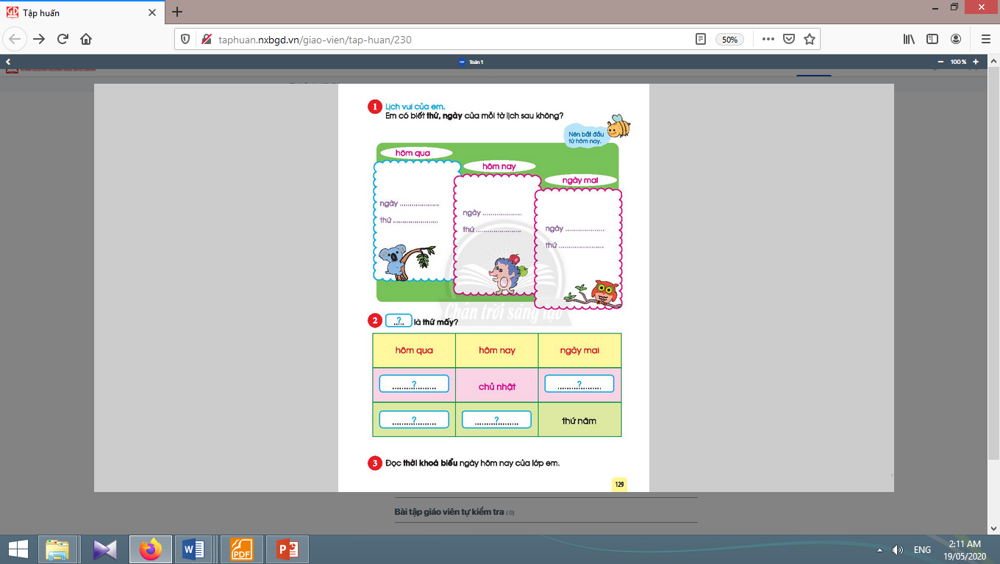 Tập huấn
taphuan.nxbgd.vn/giao-vien/tap-huan/230
50%
Toán 1
100 %
1 Lịch vui của em.
Em có biết thứ, ngày của mỗi tờ lịch sau không?
Nên bắt đầu
từ hôm nay.
hôm qua
hôm nay
ngày mai
ngày ...................
thứ ......................
ngày ...................
thứ ......................
ngày ...................
thứ ......................
Chân trời sáng tạo
2 ..?.. là thứ mấy?
hôm qua hôm nay ngày mai
.........?......... chủ nhật .........?.........
.........?......... .........?......... thứ năm
3 Đọc thời khoá biểu ngày hôm nay của lớp em.
129
Bài tập giáo viên tự kiểm tra ( 0)
ENG
2:11 AM
19/05/2020